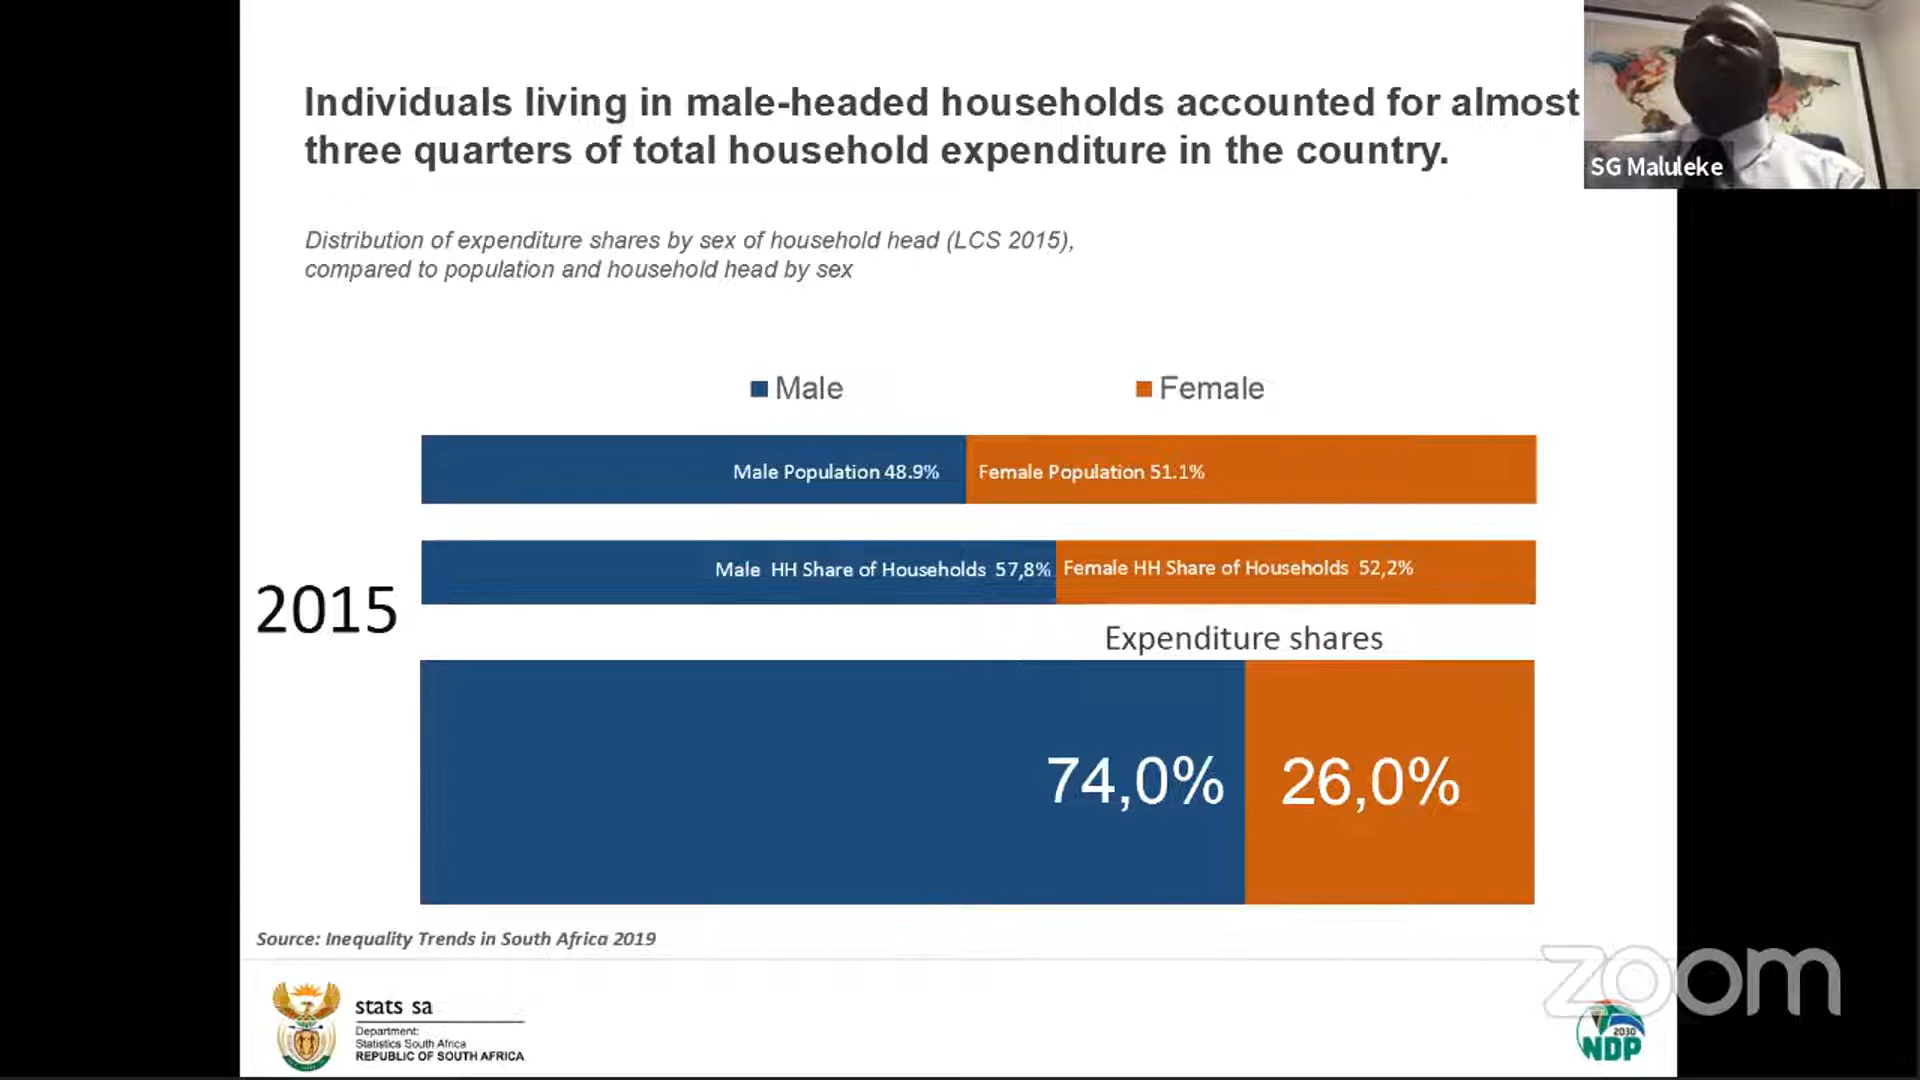 Individuals living in male-headed households accounted for almost
three quarters of total household expenditure in the country.
SG Maluleke
Distribution of expenditure shares by sex of household head (LCS 2015),
compared to population and household head by sex
Male
Female
Male Population 48.9%
Female Population 51.1%
Male HH Share of Households 57,8%
Female HH Share of Households 52,2%
2015
Expenditure shares
74,0%
26,0%
Source: Inequality Trends in South Africa 2019
zoom
stats sa
Department:
Statistics South Africa
REPUBLIC OF SOUTH AFRICA
2030
NDP